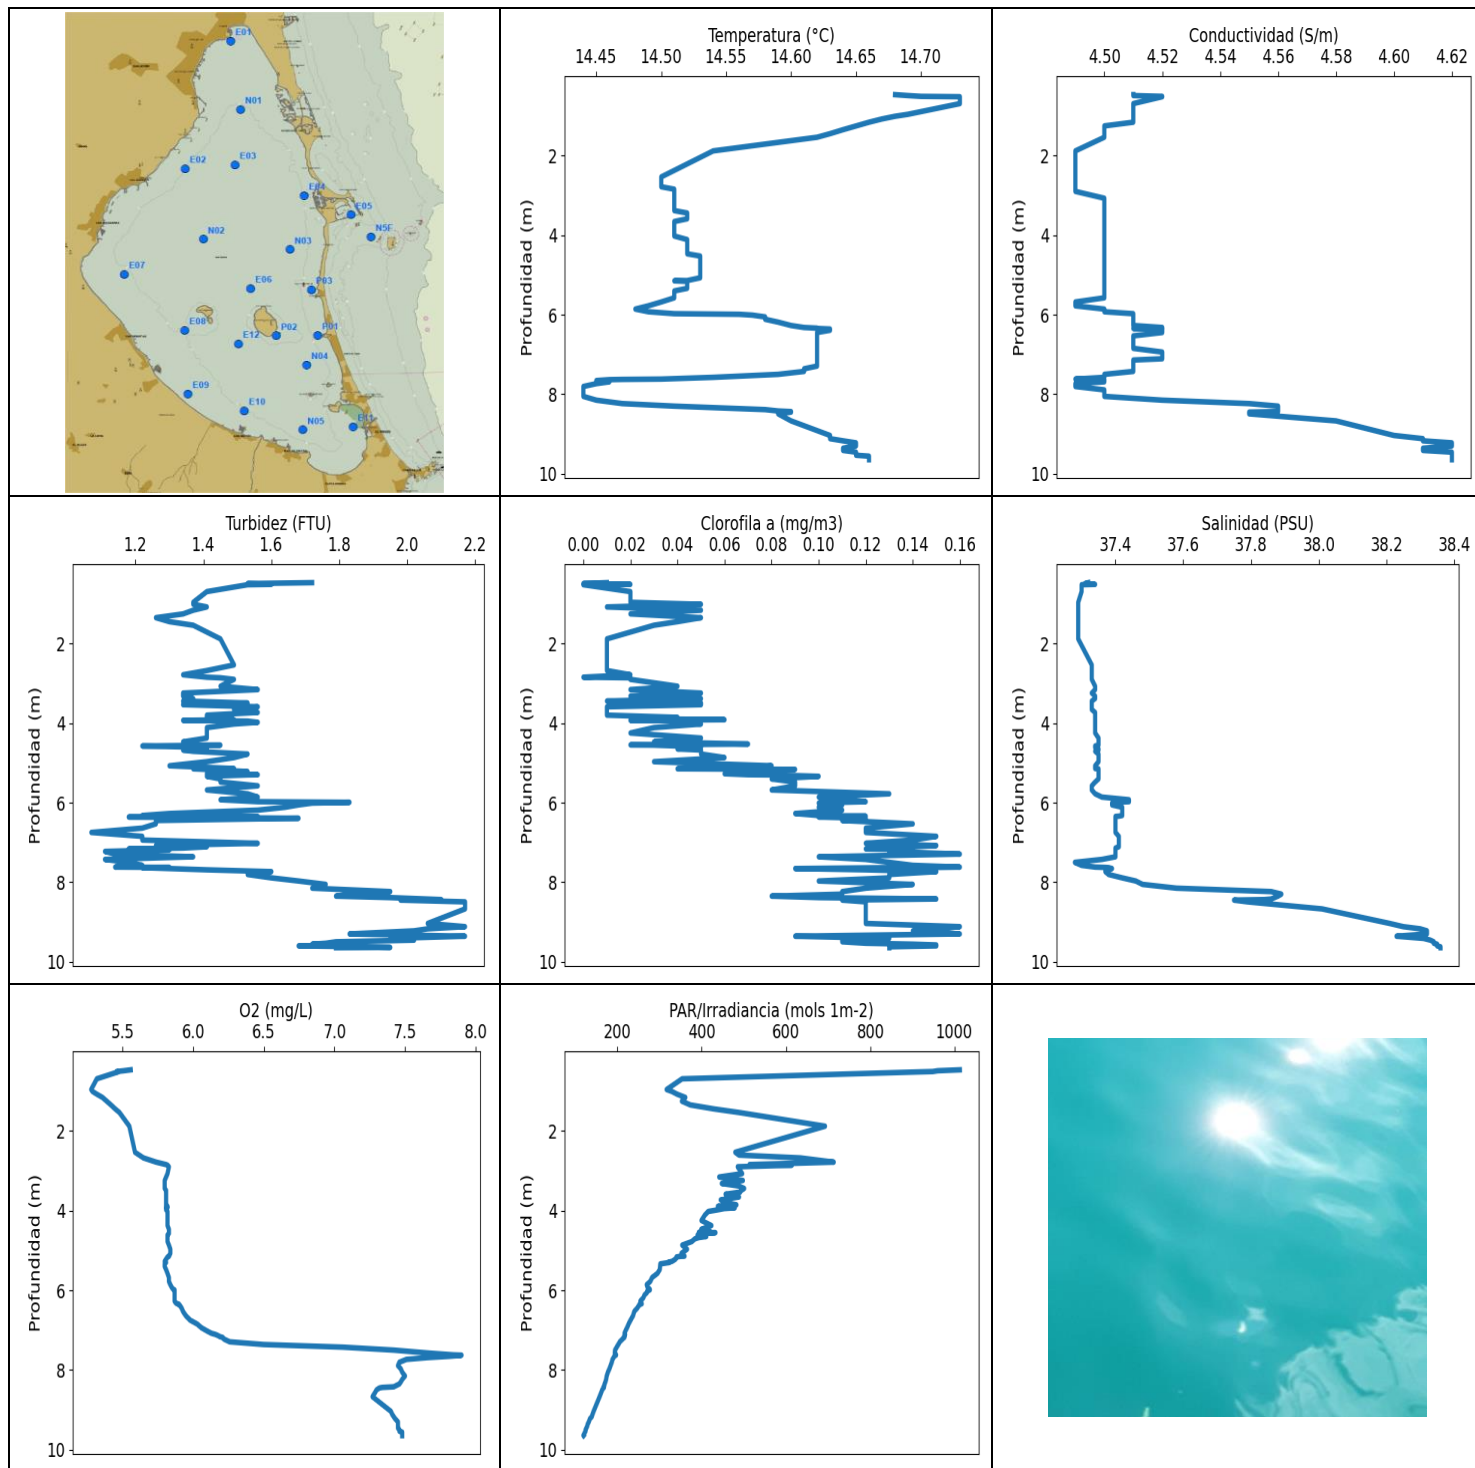 E01
N01
E02
E03
E04
E05
N02
N5F
N03
E07
E06
P03
E08
E12
P02
P01
N04
E09
E10
N05
E11
Temperatura (°C)
14.45 14.50 14.55 14.60 14.65 14.70
Profundidad (m)
2
4
6
8
10
Conductividad (S/m)
4.50 4.52 4.54 4.56 4.58 4.60 4.62
Profundidad (m)
2
4
6
8
10
Turbidez (FTU)
1.2 1.4 1.6 1.8 2.0 2.2
Profundidad (m)
2
4
6
8
10
Clorofila a (mg/m3)
0.00 0.02 0.04 0.06 0.08 0.10 0.12 0.14 0.16
Profundidad (m)
2
4
6
8
10
Salinidad (PSU)
37.4 37.6 37.8 38.0 38.2 38.4
Profundidad (m)
2
4
6
8
10
O2 (mg/L)
5.5 6.0 6.5 7.0 7.5 8.0
Profundidad (m)
2
4
6
8
10
PAR/Irradiancia (mols 1m-2)
200 400 600 800 1000
Profundidad (m)
2
4
6
8
10